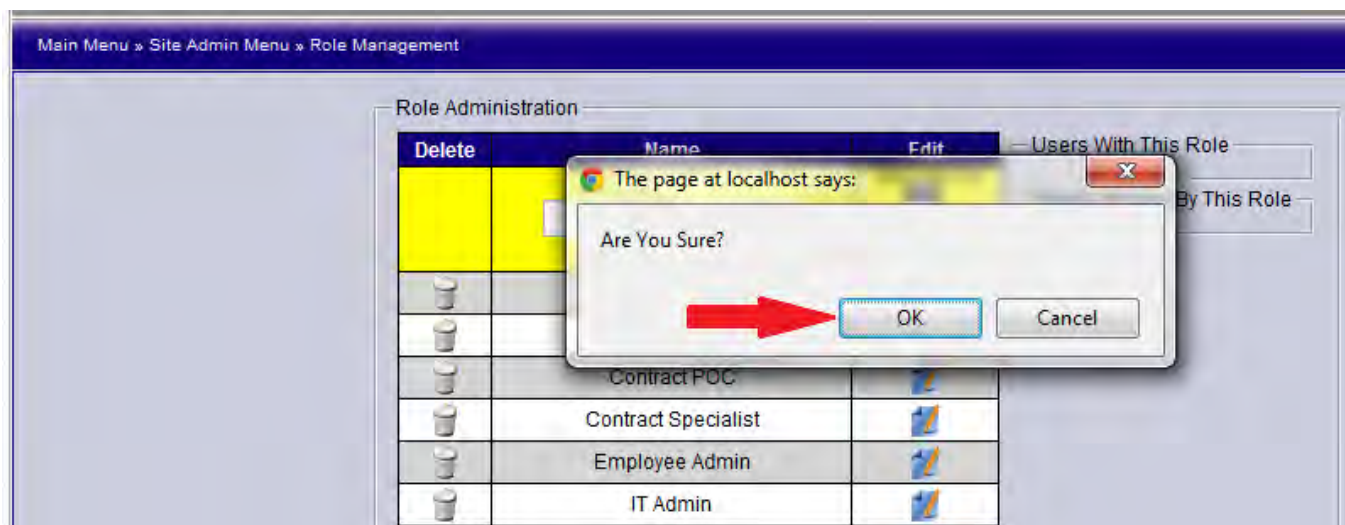 Main Menu » Site Admin Menu » Role Management
Role Administration
Delete Name Edit
Users With This Role
By This Role
The page at localhost says:
Are You Sure?
OK Cancel
Contract POC
Contract Specialist
Employee Admin
IT Admin